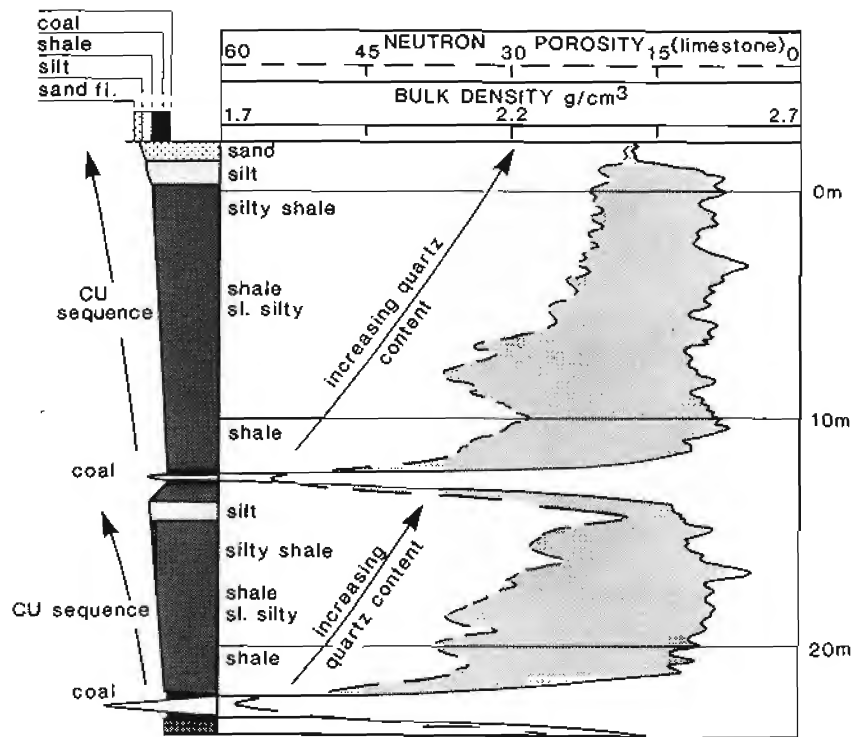 coal
shale
silt
sand fl.
60 45 NEUTRON 30 POROSITY 15 (limestone) 0
BULK DENSITY g/cm3
1.7 2.2 2.7
sand
silt
0m
silty shale
CU
sequence
shale
sl. silty
increasing quartz
content
10m
shale
coal
silt
silty shale
CU sequence
shale
sl. silty
increasing
quartz content
20m
shale
coal